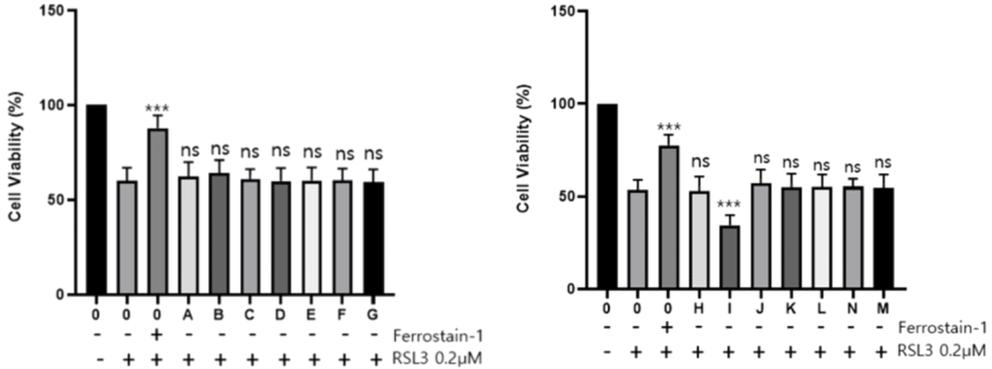 150
100
50
0
Cell Viability (%)
*** ns ns ns ns ns ns ns
0 0 0 A B C D E F G
- - + - - - - - - - Ferrostain-1
- + + + + + + + + + RSL3 0.2µM
150
100
50
0
Cell Viability (%)
*** ns *** ns ns ns ns ns
0 0 0 H I J K L N M
- - + - - - - - - - Ferrostain-1
- + + + + + + + + + RSL3 0.2µM